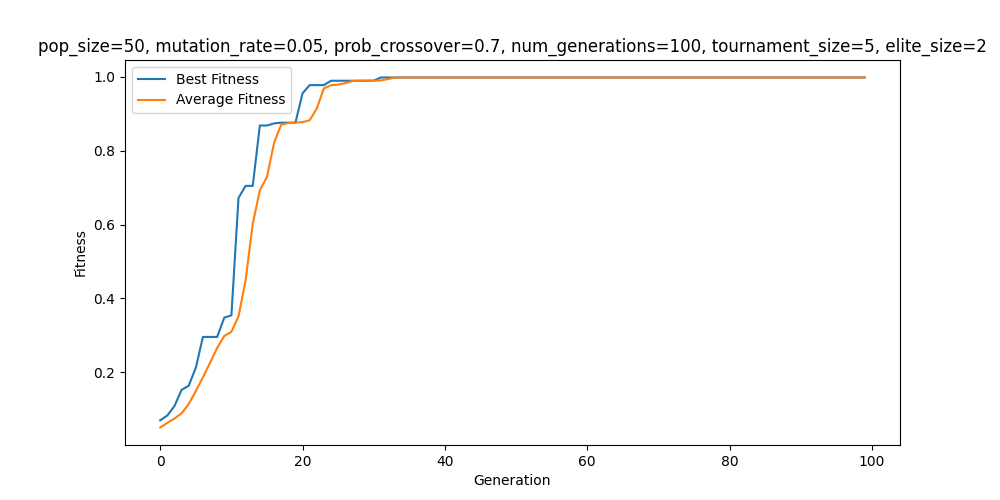 pop_size=50, mutation_rate=0.05, prob_crossover=0.7, num_generations=100, tournament_size=5, elite_size=2
Best Fitness
Average Fitness
1.0
0.8
0.6
0.4
0.2
Fitness
0 20 40 60 80 100
Generation